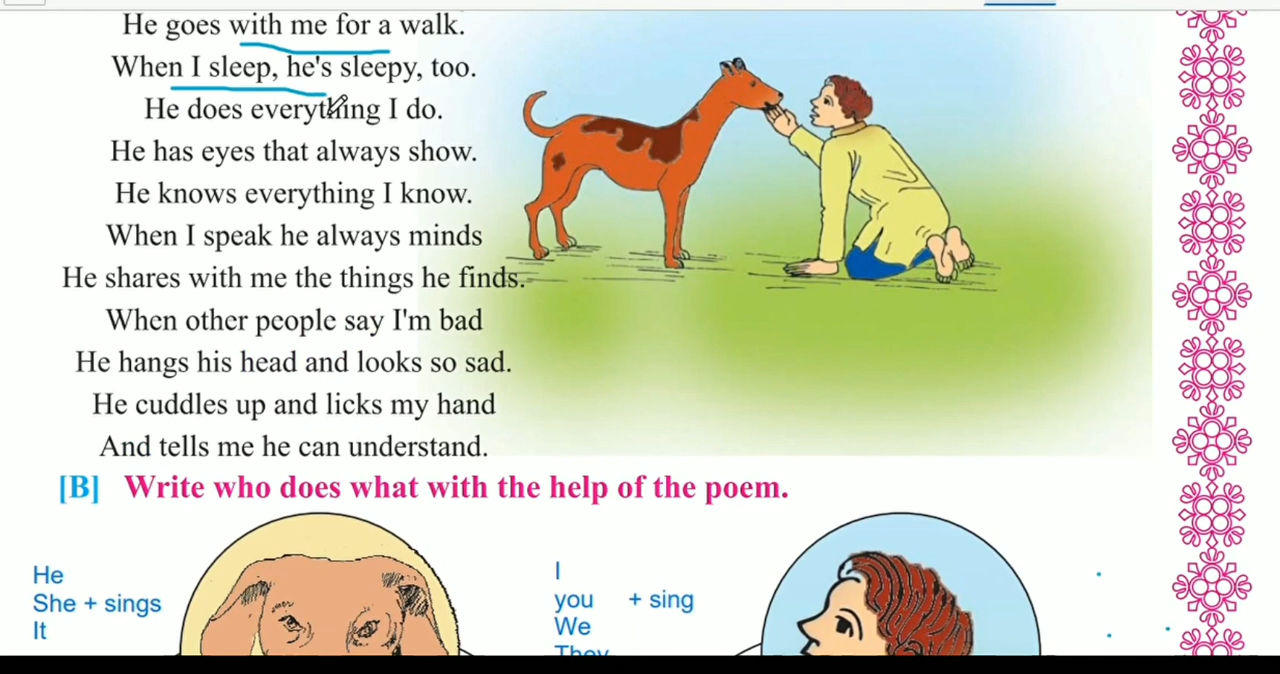 He goes with me for a walk.
When I sleep, he's sleepy, too.
He does everything I do.
He has eyes that always show.
He knows everything I know.
When I speak he always minds
He shares with me the things he finds.
When other people say I'm bad
He hangs his head and looks so sad.
He cuddles up and licks my hand
And tells me he can understand.
[B] Write who does what with the help of the poem.
He
She + sings
It
I
you + sing
We
They